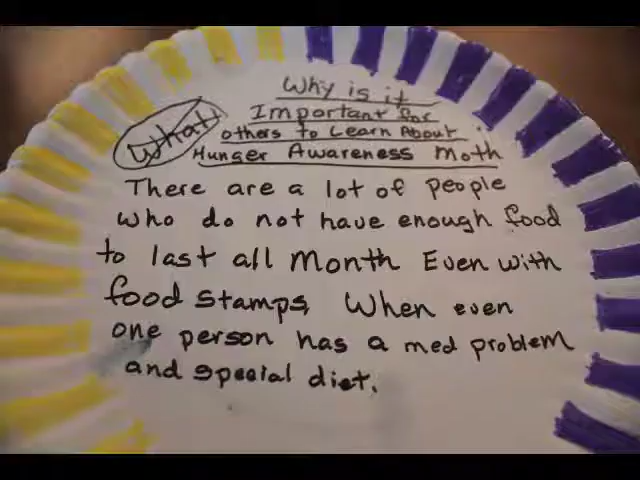 Why is it
Important for
What
others to Learn About
Hunger Awareness Moth
There are a lot of people
who do not have enough food
to last all Month Even with
food stamps, When even
one person has a med problem
and special diet.